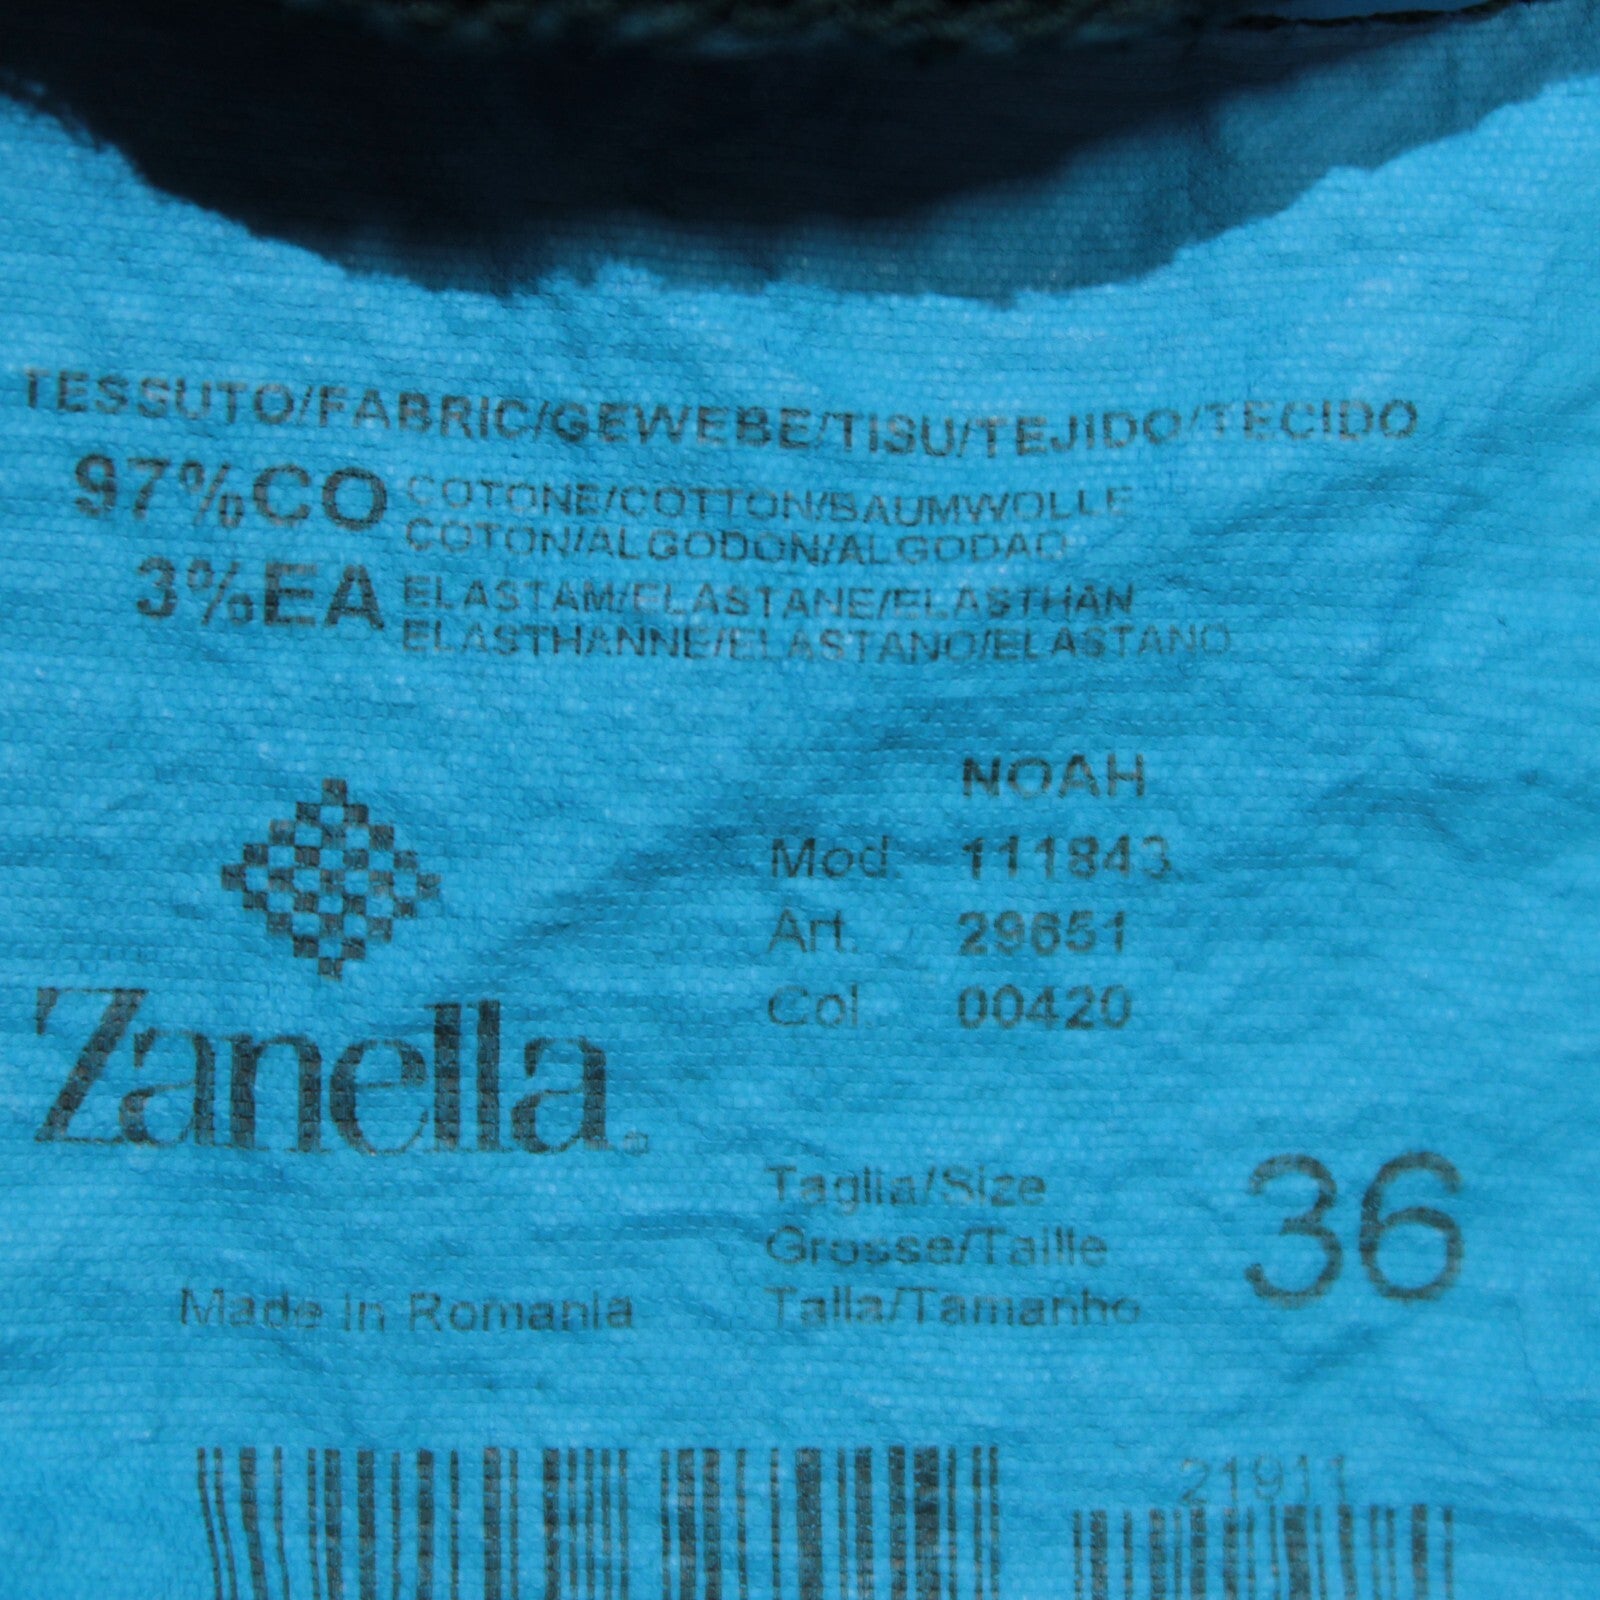 TESSUTO/FABRIC/GEWEBE/TISU/TEJIDO/TECIDO
97%CO COTONE/COTTON/BAUMWOLLE
COTON/ALGODON/ALGODAO
3%EA ELASTAM/ELASTANE/ELASTHAN
ELASTHANNE/ELASTANO/ELASTANO
NOAH
Mod. 111843
Art. 29651
Col. 00420
Zanella®
Made in Romania
Taglia/Size
Grosse/Taille
Talla/Tamanho
36
21911